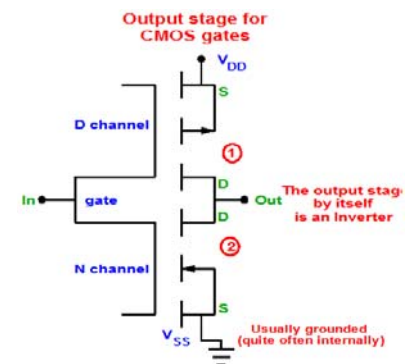 Output stage for
CMOS gates
VDD
S
D channel
1
D
In
gate
Out
The output stag
by itself
is an Inverter
D
2
N channel
S
VSS
Usually grounded
(quite often internally)